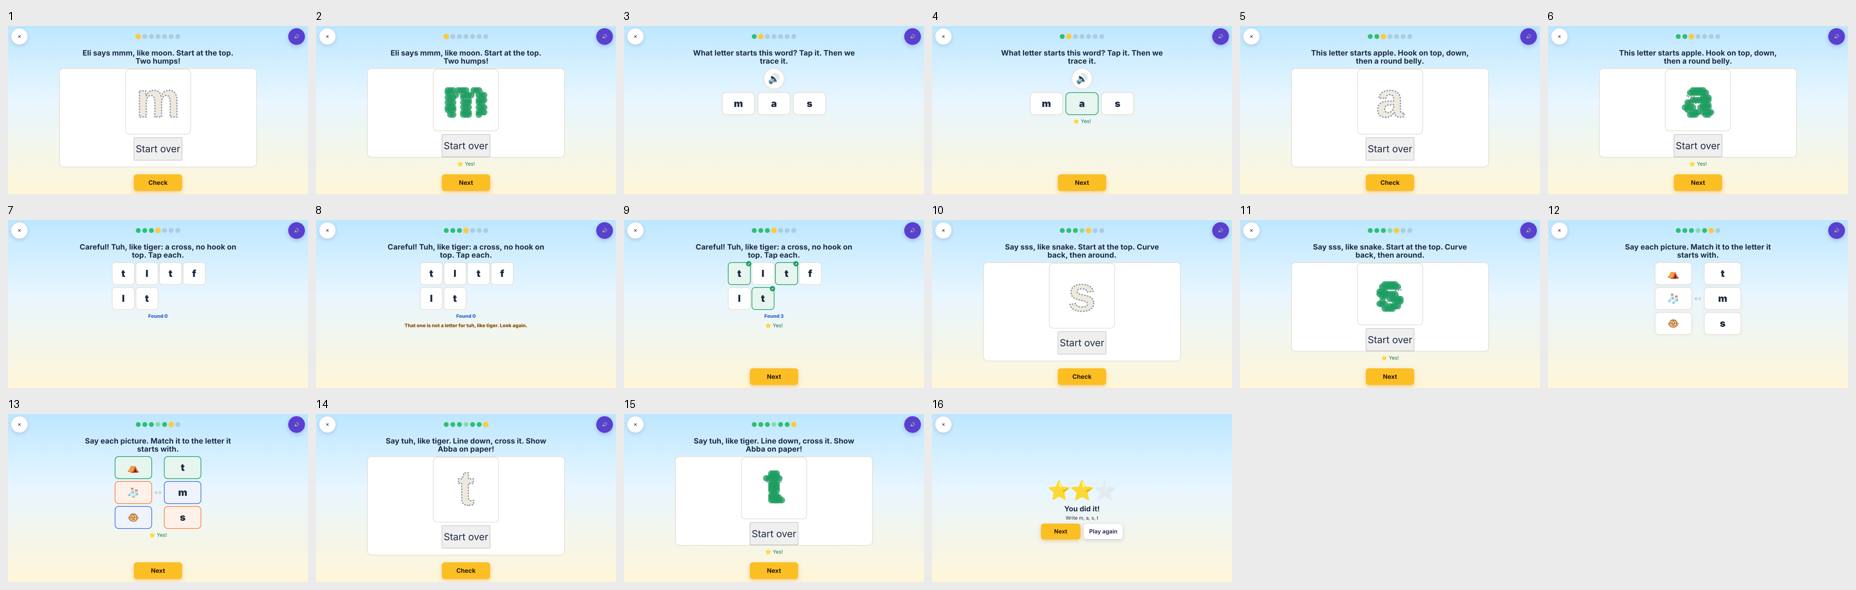 1
Eli says mmm, like moon. Start at the top.
Two humps!
m
Start over
Check
2
Eli says mmm, like moon. Start at the top.
Two humps!
m
Start over
Yes!
Next
3
What letter starts this word? Tap it. Then we
trace it.
m a s
4
What letter starts this word? Tap it. Then we
trace it.
m a s
Yes!
Next
5
This letter starts apple. Hook on top, down,
then a round belly.
a
Start over
Check
6
This letter starts apple. Hook on top, down,
then a round belly.
a
Start over
Yes!
Next
7
Careful! Tuh, like tiger: a cross, no hook on
top. Tap each.
t l t f
l t
Found 0
8
Careful! Tuh, like tiger: a cross, no hook on
top. Tap each.
t l t f
l t
Found 0
That one is not a letter for tuh, like tiger. Look again.
9
Careful! Tuh, like tiger: a cross, no hook on
top. Tap each.
t l t f
l t
Found 3
Yes!
Next
10
Say sss, like snake. Start at the top. Curve
back, then around.
s
Start over
Check
11
Say sss, like snake. Start at the top. Curve
back, then around.
s
Start over
Yes!
Next
12
Say each picture. Match it to the letter it
starts with.
t
m
s
13
Say each picture. Match it to the letter it
starts with.
t
m
s
Yes!
Next
14
Say tuh, like tiger. Line down, cross it. Show
Abba on paper!
t
Start over
Check
15
Say tuh, like tiger. Line down, cross it. Show
Abba on paper!
t
Start over
Yes!
Next
16
You did it!
Write m, a, s, t
Next Play again